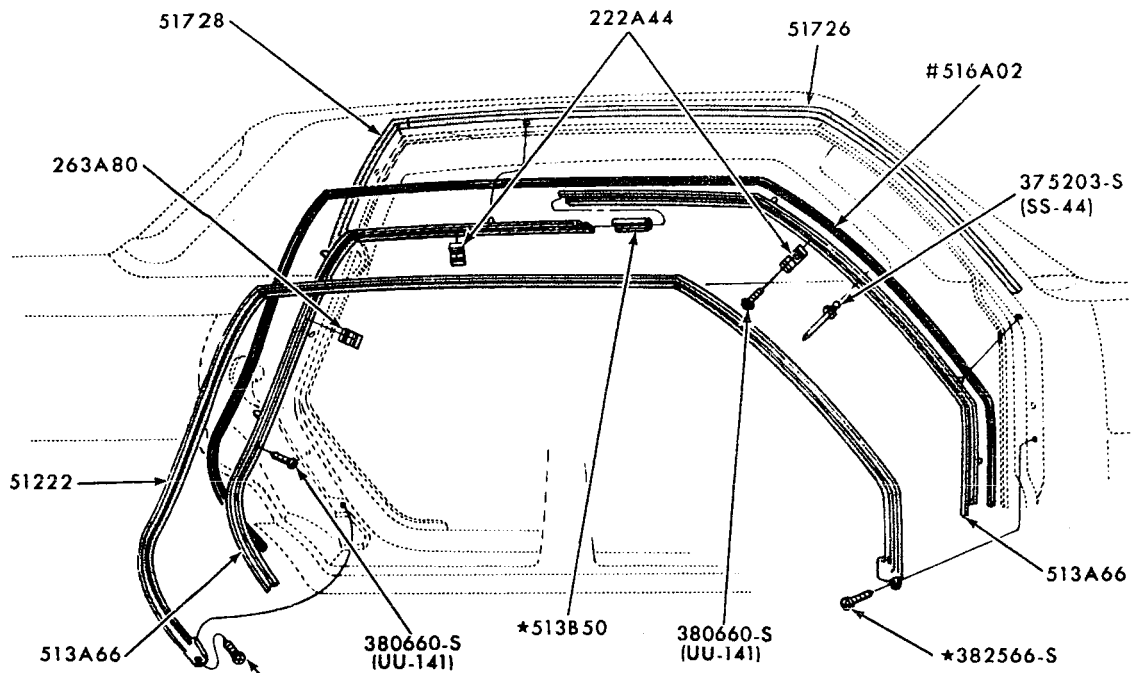 51728
222A44
51726
#516A02
263A80
375203-S
(SS-44)
51222
513A66
513A66
380660-S
(UU-141)
★513B50
380660-S
(UU-141)
★382566-S